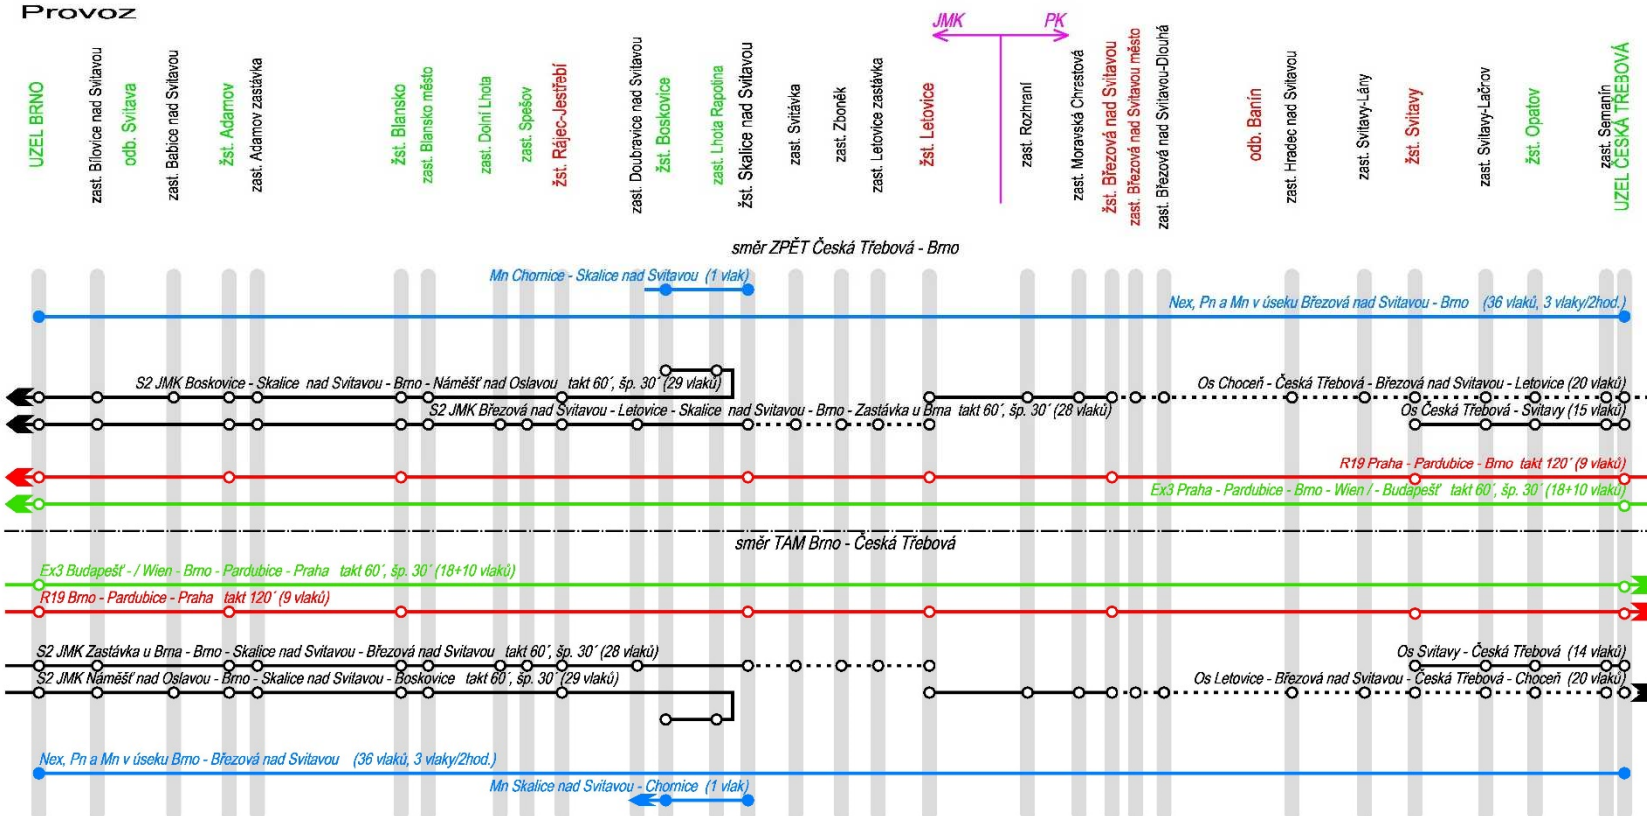 Provoz
JMK
PK
UZEL BRNO
zast. Bílovice nad Svitavou
odb. Svitava
zast. Babice nad Svitavou
žst. Adamov
zast. Adamov zastávka
žst. Blansko
zast. Blansko město
zast. Dolní Lhota
zast. Spešov
žst. Rájec-Jestřebí
zast. Doubravice nad Svitavou
žst. Boskovice
zast. Lhota Rapotina
žst. Skalice nad Svitavou
zast. Svitávka
zast. Zboněk
zast. Letovice zastávka
žst. Letovice
zast. Rozhraní
zast. Moravská Chrastová
žst. Březová nad Svitavou
zast. Březová nad Svitavou město
zast. Březová nad Svitavou-Dlouhá
odb. Banín
zast. Hradec nad Svitavou
zast. Svitavy-Lány
žst. Svitavy
zast. Svitavy-Lačnov
žst. Opatov
zast. Semanín
UZEL ČESKÁ TŘEBOVÁ
směr ZPĚT Česká Třebová - Brno
Mn Chornice - Skalice nad Svitavou (1 vlak)
Nex, Pn a Mn v úseku Březová nad Svitavou - Brno (36 vlaků, 3 vlaky/2hod.)
S2 JMK Boskovice - Skalice nad Svitavou - Brno - Náměšť nad Oslavou takt 60´, šp. 30´ (29 vlaků)
Os Choceň - Česká Třebová - Březová nad Svitavou - Letovice (20 vlaků)
S2 JMK Březová nad Svitavou - Letovice - Skalice nad Svitavou - Brno - Zastávka u Brna takt 60´, šp. 30´ (28 vlaků)
Os Česká Třebová - Svitavy (15 vlaků)
R19 Praha - Pardubice - Brno takt 120´ (9 vlaků)
Ex3 Praha - Pardubice - Brno - Wien / - Budapešť takt 60´, šp. 30´ (18+10 vlaků)
směr TAM Brno - Česká Třebová
Ex3 Budapešť - / Wien - Brno - Pardubice - Praha takt 60´, šp. 30´ (18+10 vlaků)
R19 Brno - Pardubice - Praha takt 120´ (9 vlaků)
S2 JMK Zastávka u Brna - Brno - Skalice nad Svitavou - Březová nad Svitavou takt 60´, šp. 30´ (28 vlaků)
Os Svitavy - Česká Třebová (14 vlaků)
S2 JMK Náměšť nad Oslavou - Brno - Skalice nad Svitavou - Boskovice takt 60´, šp. 30´ (29 vlaků)
Os Letovice - Březová nad Svitavou - Česká Třebová - Choceň (20 vlaků)
Nex, Pn a Mn v úseku Brno - Březová nad Svitavou (36 vlaků, 3 vlaky/2hod.)
Mn Skalice nad Svitavou - Chornice (1 vlak)